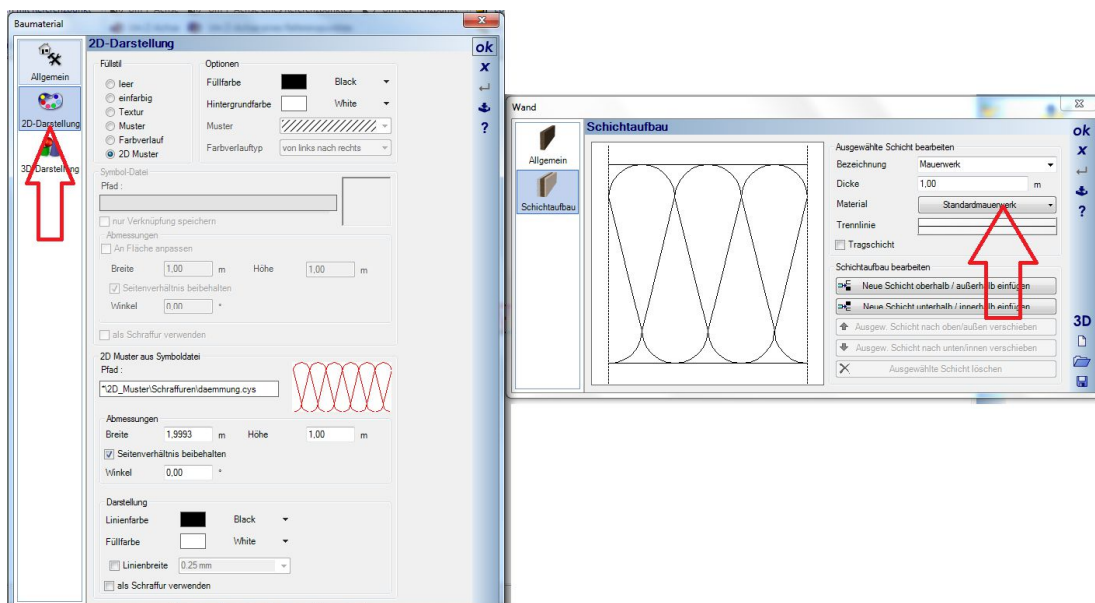 Baumaterial
2D-Darstellung
ok
x
?
Allgemein
2D-Darstellung
3D-Darstellung
Füllstil
leer
einfarbig
Textur
Muster
Farbverlauf
2D Muster
Optionen
Füllfarbe Black
Hintergrundfarbe White
Muster
Farbverlauftyp von links nach rechts
Symbol-Datei
Pfad :
nur Verknüpfung speichern
Abmessungen
An Fläche anpassen
Breite 1,00 m Höhe 1,00 m
Seitenverhältnis beibehalten
Winkel 0,00 °
als Schraffur verwenden
2D Muster aus Symboldatei
Pfad :
*\2D_Muster\Schraffuren\daemmung.cys
Abmessungen
Breite 1,9993 m Höhe 1,00 m
Seitenverhältnis beibehalten
Winkel 0,00 °
Darstellung
Linienfarbe Black
Füllfarbe White
Linienbreite 0.25 mm
als Schraffur verwenden
Wand
Schichtaufbau
ok
x
?
3D
Allgemein
Schichtaufbau
Ausgewählte Schicht bearbeiten
Bezeichnung Mauerwerk
Dicke 1,00 m
Material Standardmauerwerk
Trennlinie
Tragschicht
Schichtaufbau bearbeiten
Neue Schicht oberhalb / außerhalb einfügen
Neue Schicht unterhalb / innerhalb einfügen
Ausgew. Schicht nach oben/außen verschieben
Ausgew. Schicht nach unten/innen verschieben
Ausgewählte Schicht löschen